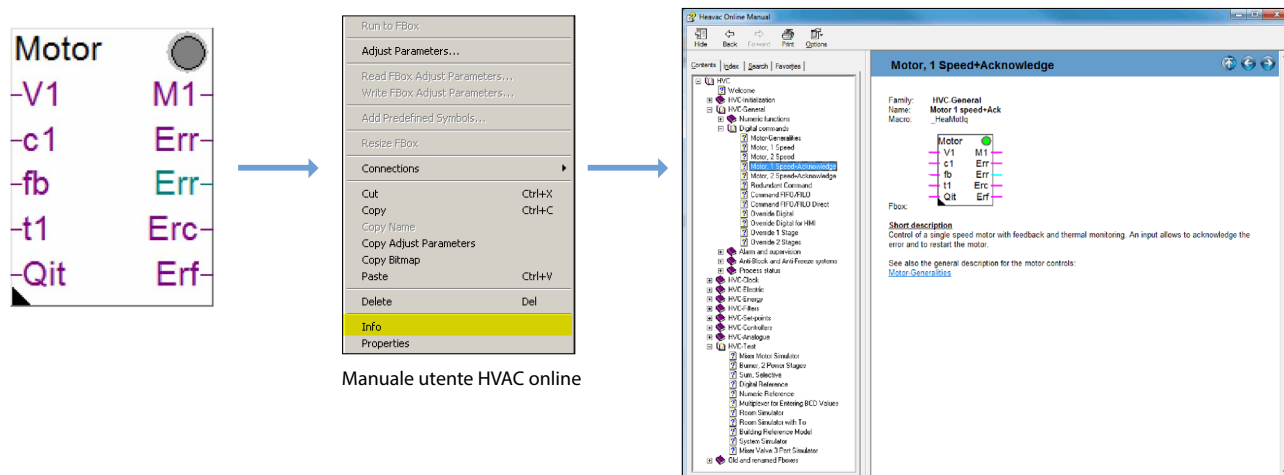 Motor
V1 M1
c1 Err
fb Err
t1 Erc
Qit Erf
Run to FBox
Adjust Parameters...
Read FBox Adjust Parameters...
Write FBox Adjust Parameters...
Add Predefined Symbols...
Resize FBox
Connections
Cut Ctrl+X
Copy Ctrl+C
Copy Name
Copy Adjust Parameters
Copy Bitmap
Paste Ctrl+V
Delete Del
Info
Properties
Manuale utente HVAC online
Heavac Online Manual
Hide Back Forward Print Options
Contents Index Search Favorites
HVC
Welcome
HVC-Initialization
HVC-General
Numeric functions
Digital commands
Motor-Generalities
Motor, 1 Speed
Motor, 2 Speed
Motor, 1 Speed+Acknowledge
Motor, 2 Speed+Acknowledge
Redundant Command
Command FIFO/FILO
Command FIFO/FILO Direct
Override Digital
Override Digital for HMI
Override 1 Stage
Override 2 Stages
Alarm and supervision
Anti-Block and Anti-Freeze systems
Process status
HVC-Clock
HVC-Electric
HVC-Energy
HVC-Filters
HVC-Set-points
HVC-Controllers
HVC-Analogue
HVC-Test
Mixer Motor Simulator
Burner, 2 Power Stages
Sum, Selective
Digital Reference
Numeric Reference
Multiplexer for Entering BCD Values
Room Simulator
Room Simulator with To
Building Reference Model
System Simulator
Mixer Valve 3 Port Simulator
Old and renamed Fboxes
Motor, 1 Speed+Acknowledge
Family: HVC-General
Name: Motor 1 speed+Ack
Macro: _HeaMotIq
Motor
V1 M1
c1 Err
fb Err
t1 Erc
Qit Erf
Fbox:
Short description
Control of a single speed motor with feedback and thermal monitoring. An input allows to acknowledge the
error and to restart the motor.
See also the general description for the motor controls:
Motor-Generalities